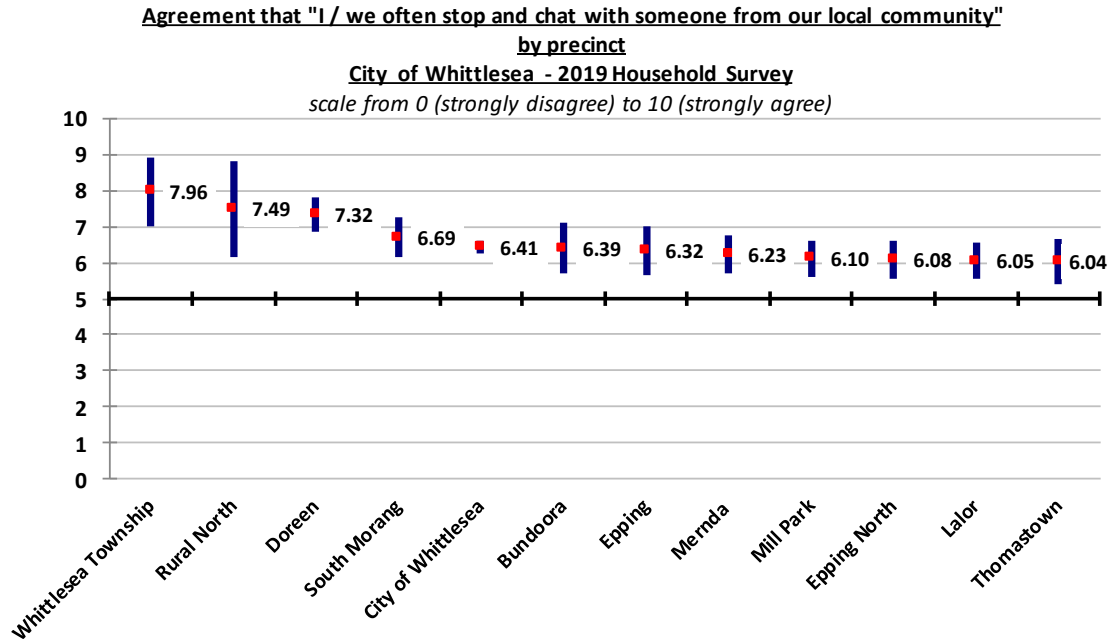 Agreement that "I / we often stop and chat with someone from our local community"
by precinct
City of Whittlesea - 2019 Household Survey
scale from 0 (strongly disagree) to 10 (strongly agree)
10
9
8
7
6
5
4
3
2
1
0
7.96
7.49
7.32
6.69
6.41
6.39
6.32
6.23
6.10
6.08
6.05
6.04
Whittlesea Township
Rural North
Doreen
South Morang
City of Whittlesea
Bundoora
Epping
Mernda
Mill Park
Epping North
Lalor
Thomastown